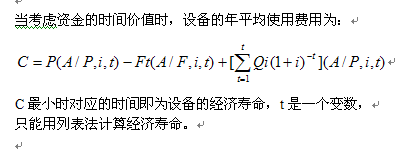 当考虑资金的时间价值时，设备的年平均使用费用为：
C = P(A / P,i,t) − Ft(A / F,i,t) + [∑_{t=1}^{t} Qi(1 + i)^{−t}](A / P,i,t)
C 最小时对应的时间即为设备的经济寿命，t 是一个变数，
只能用列表法计算经济寿命。